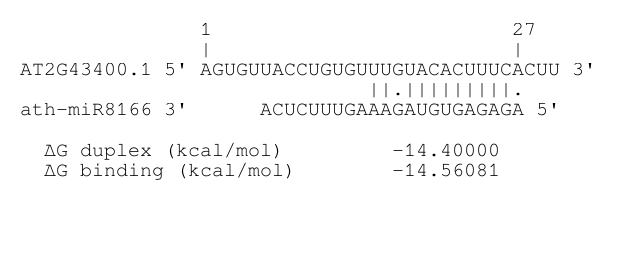 1 27
| |
AT2G43400.1 5' AGUGUUACCUGUGUUUGUACACUUUCACUU 3'
||.|||||||||.
ath-miR8166 3' ACUCUUUGAAAGAUGUGAGAGA 5'
ΔG duplex (kcal/mol) -14.40000
ΔG binding (kcal/mol) -14.56081